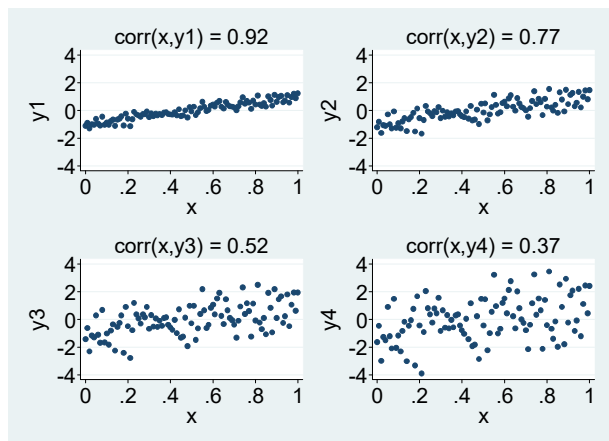 corr(x,y1) = 0.92
4
2
0
-2
-4
y1
0 .2 .4 .6 .8 1
x
corr(x,y2) = 0.77
4
2
0
-2
-4
y2
0 .2 .4 .6 .8 1
x
corr(x,y3) = 0.52
4
2
0
-2
-4
y3
0 .2 .4 .6 .8 1
x
corr(x,y4) = 0.37
4
2
0
-2
-4
y4
0 .2 .4 .6 .8 1
x